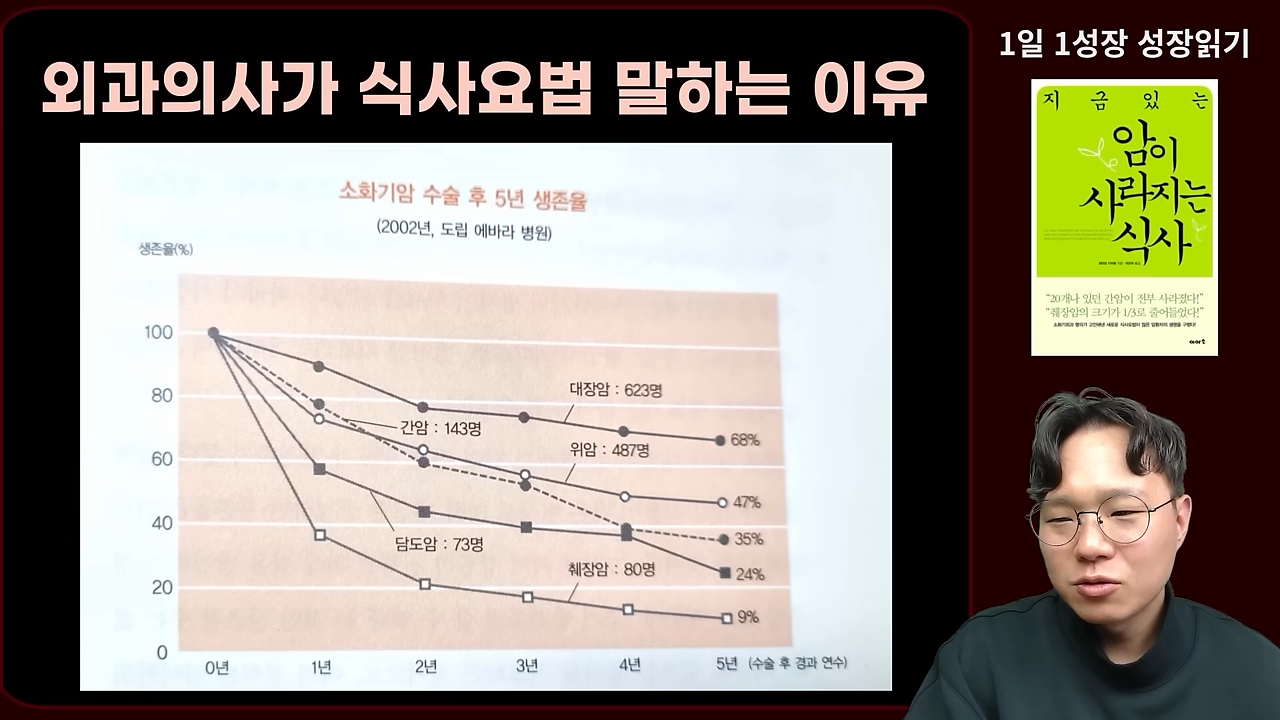 외과의사가 식사요법 말하는 이유
소화기암 수술 후 5년 생존율
(2002년, 도립 에바라 병원)
생존율(%)
100
80
60
40
20
0
대장암 : 623명
간암 : 143명
위암 : 487명
담도암 : 73명
췌장암 : 80명
68%
47%
35%
24%
9%
0년
1년
2년
3년
4년
5년 (수술 후 경과 연수)
1일 1성장 성장읽기
지금 있는
암이
사라지는
식사
“20개나 있던 간암이 전부 사라졌다!”
“췌장암의 크기가 1/3로 줄어들었다!”